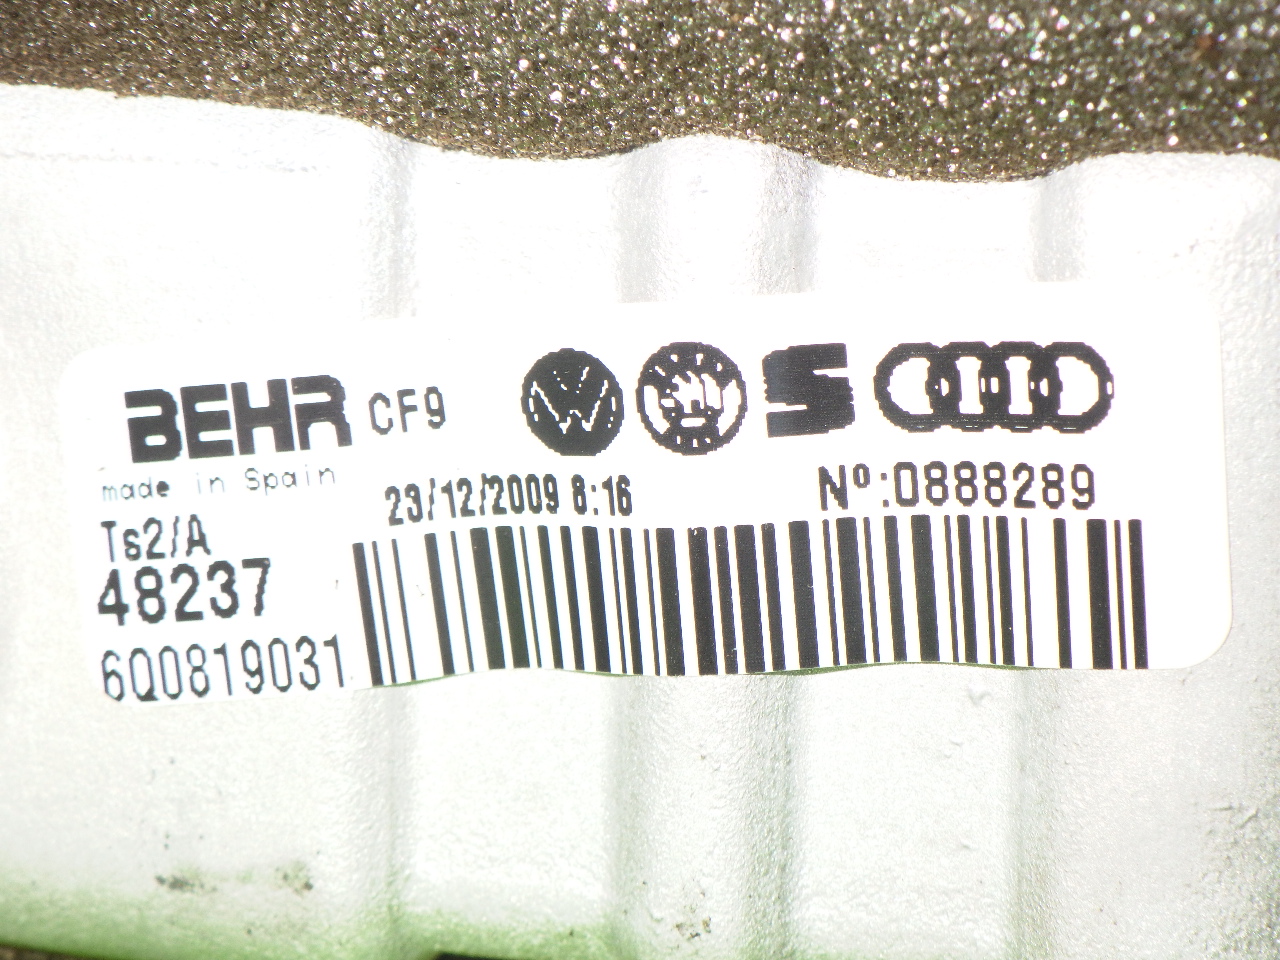 BEHR CF9
made in Spain
23/12/2009 8:16 Nº:0888289
Ts2/A
48237
6Q0819031